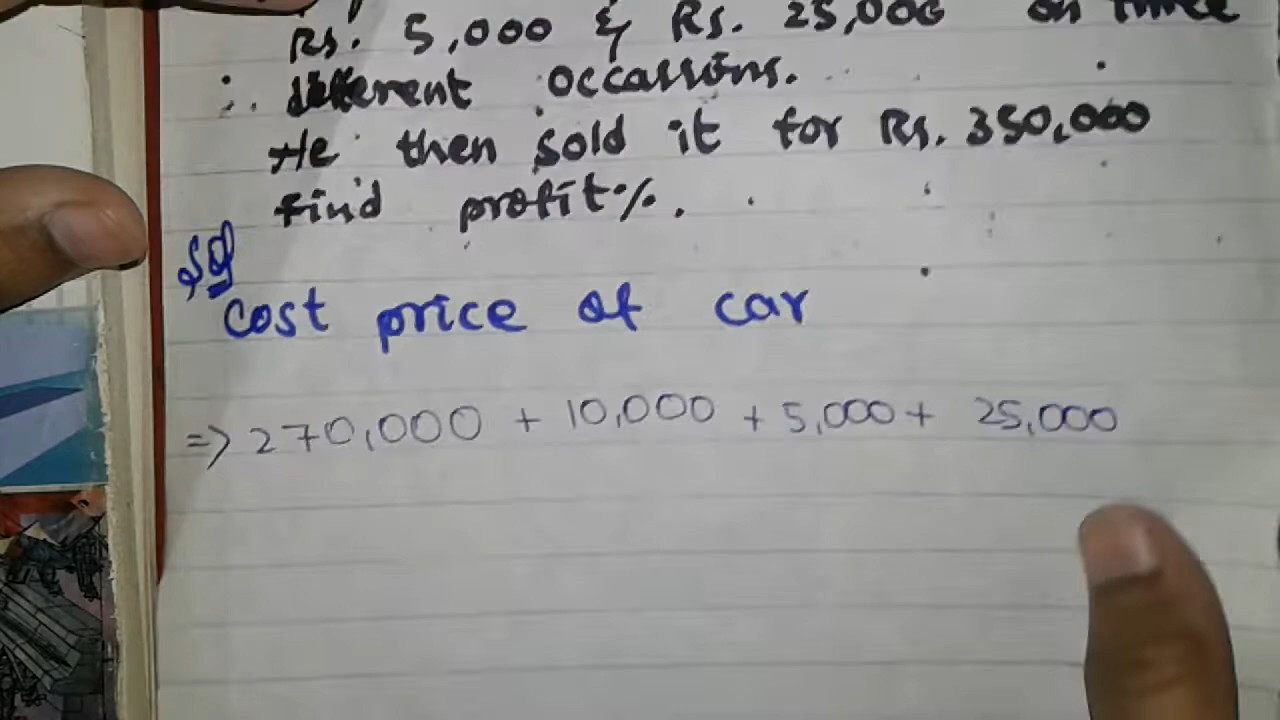 Rs. 5,000 & Rs. 25,000 on three
∴ different occassions.
He then sold it for Rs. 350,000
find profit%.
Sol
Cost price of car
=> 270,000 + 10,000 + 5,000 + 25,000